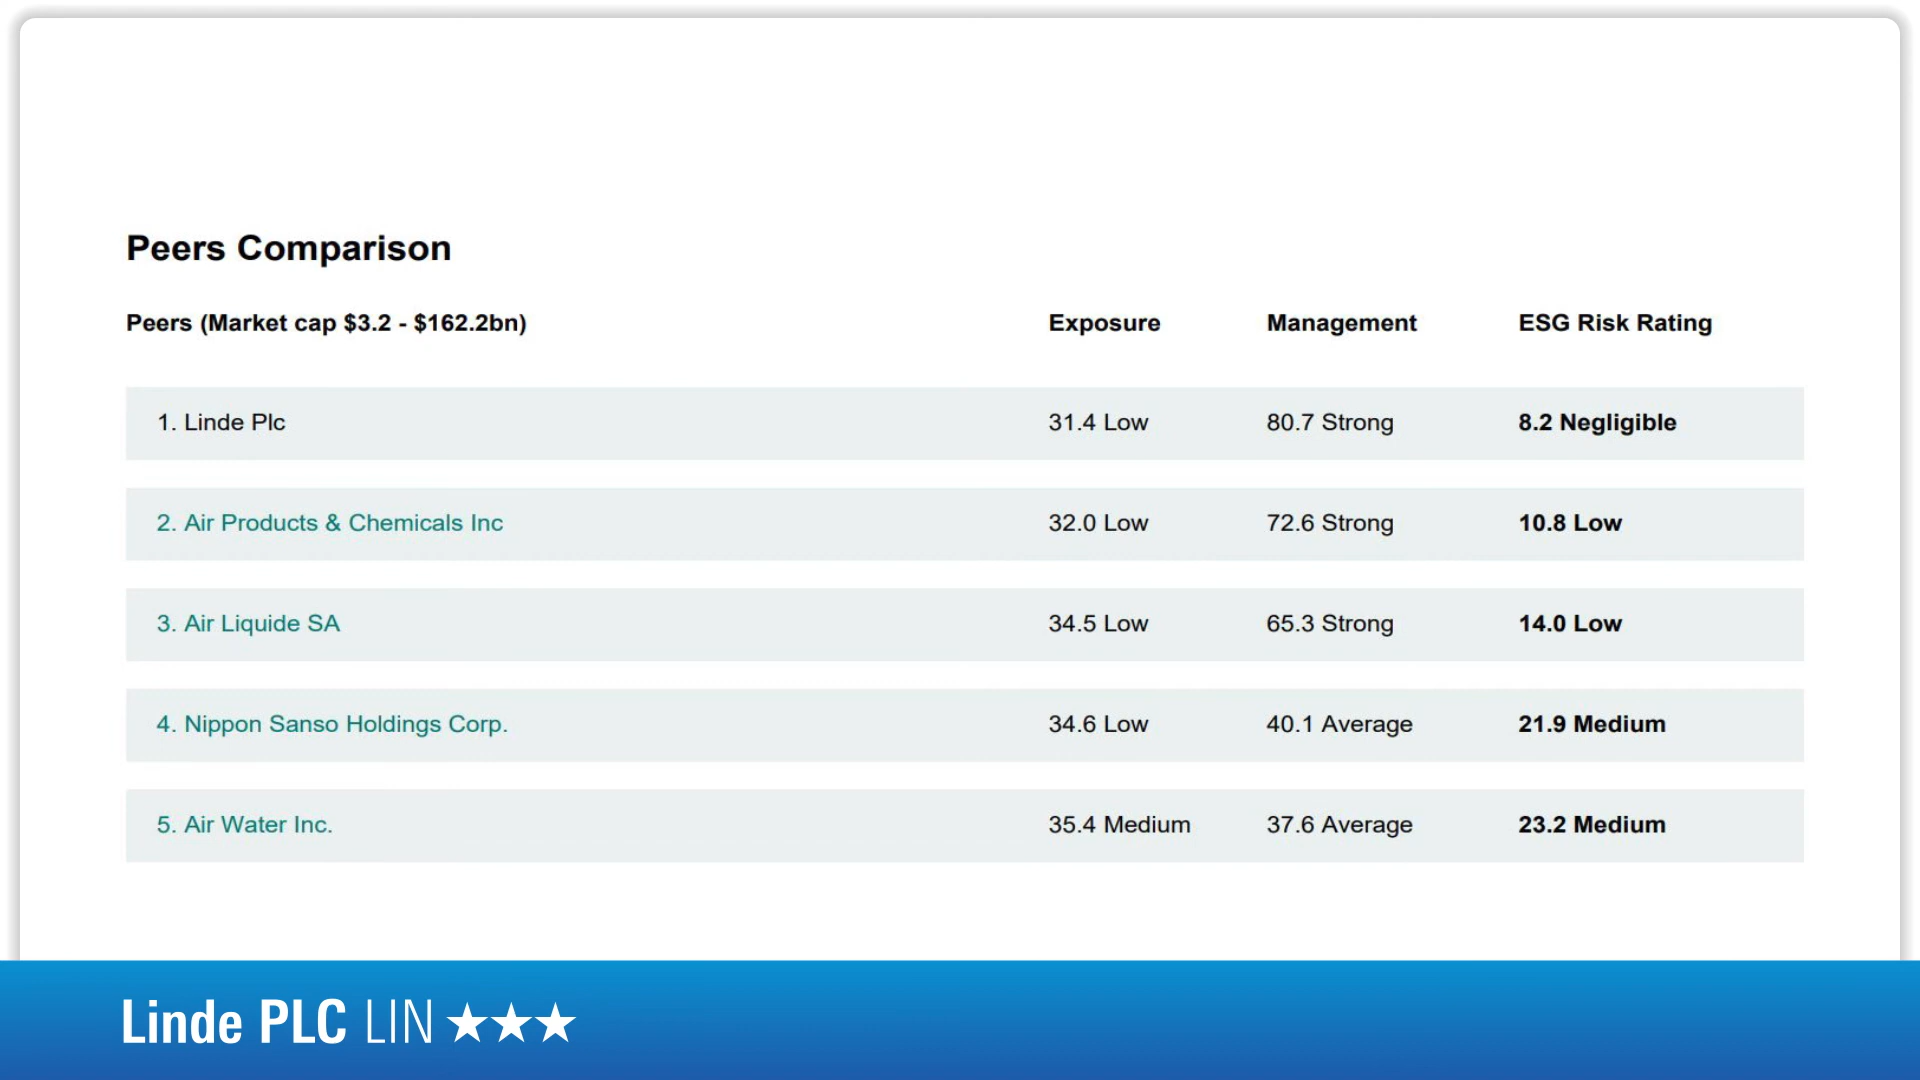 Peers Comparison
Peers (Market cap $3.2 - $162.2bn) Exposure Management ESG Risk Rating
1. Linde Plc 31.4 Low 80.7 Strong 8.2 Negligible
2. Air Products & Chemicals Inc 32.0 Low 72.6 Strong 10.8 Low
3. Air Liquide SA 34.5 Low 65.3 Strong 14.0 Low
4. Nippon Sanso Holdings Corp. 34.6 Low 40.1 Average 21.9 Medium
5. Air Water Inc. 35.4 Medium 37.6 Average 23.2 Medium
Linde PLC LIN ★★★